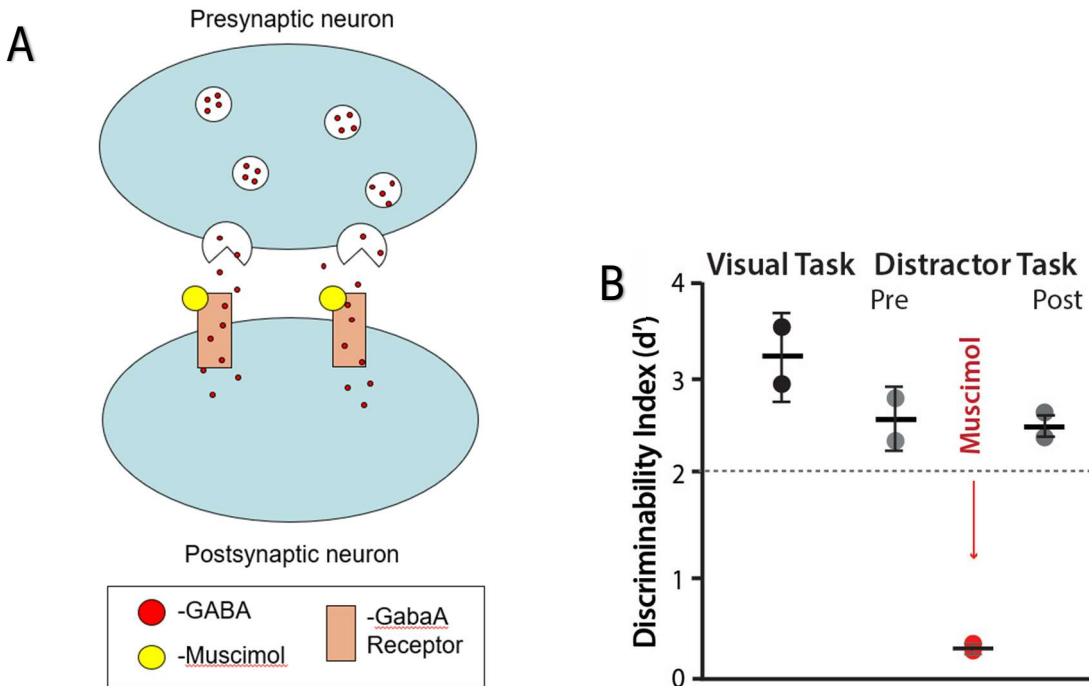 A
Presynaptic neuron
Postsynaptic neuron
-GABA
-Muscimol
-GabaA
Receptor
B
Visual Task Distractor Task
Pre Post
Discriminability Index (d')
4
3
2
1
0
Muscimol